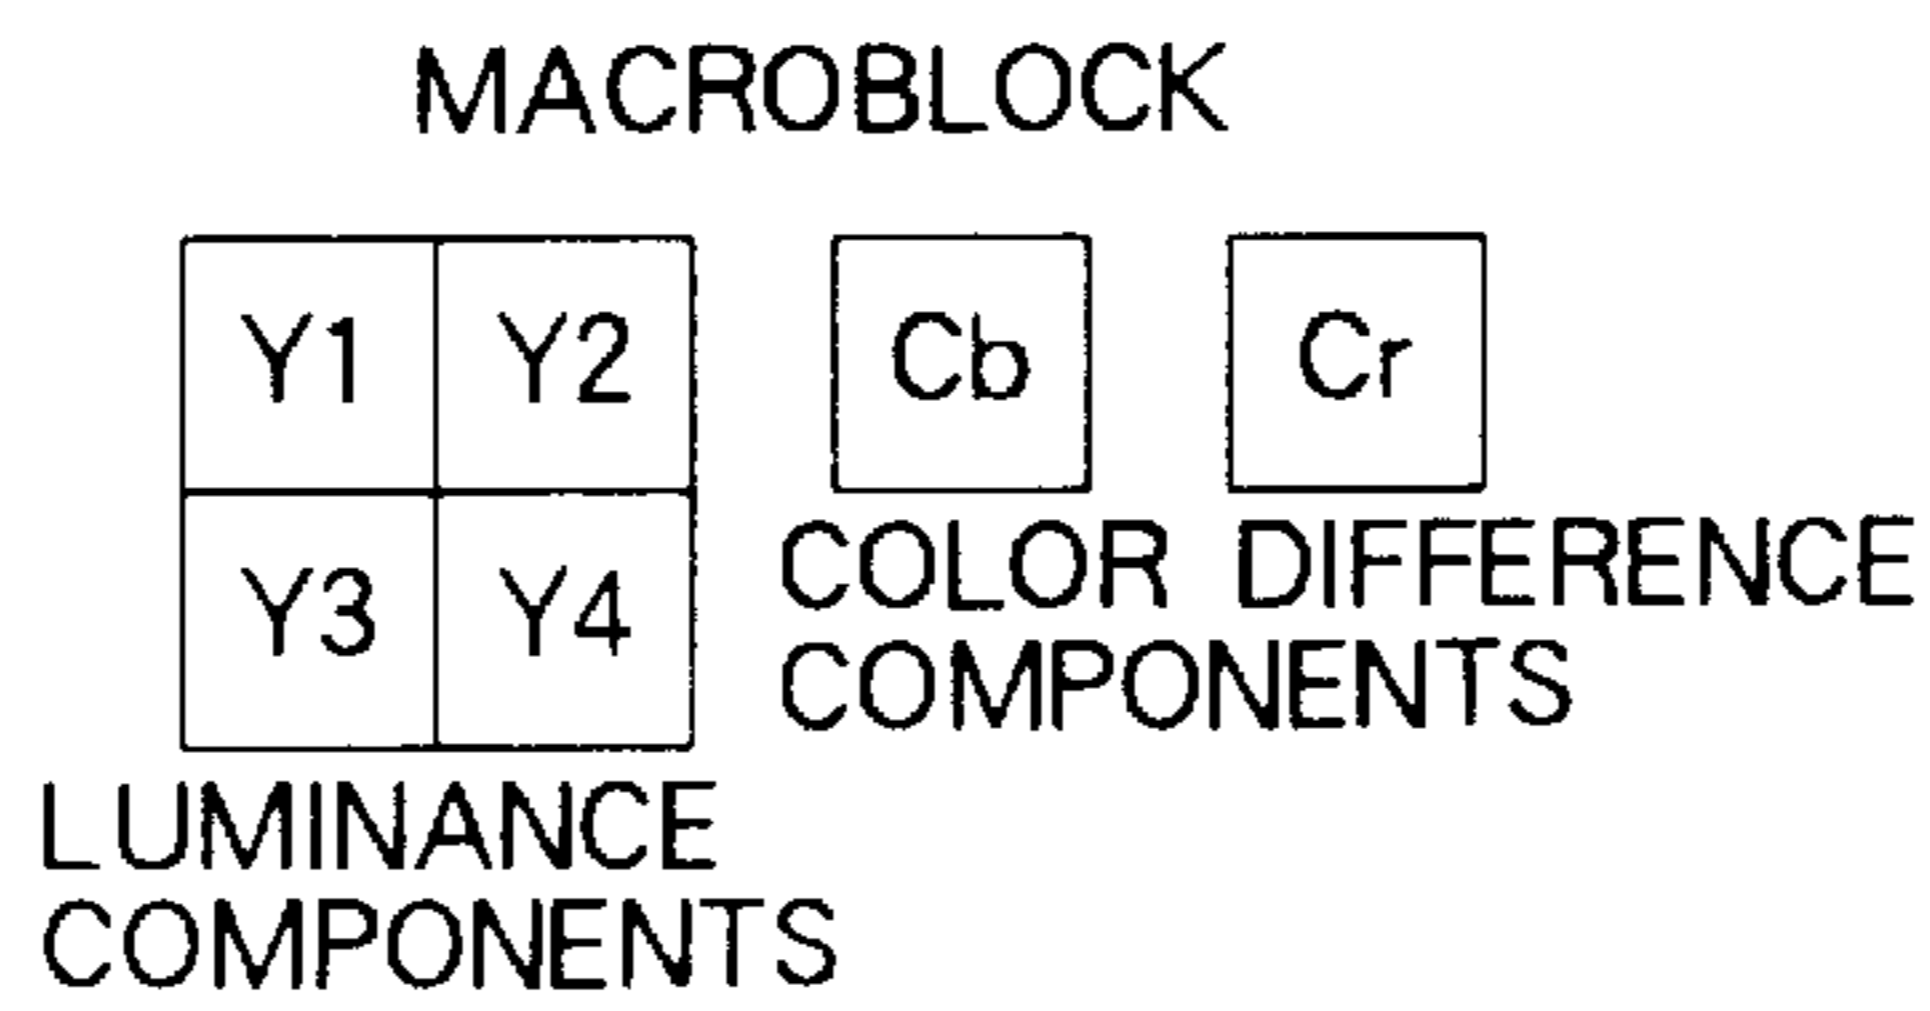 MACROBLOCK
Y1 Y2 Cb Cr
Y3 Y4
COLOR DIFFERENCE
COMPONENTS
LUMINANCE
COMPONENTS